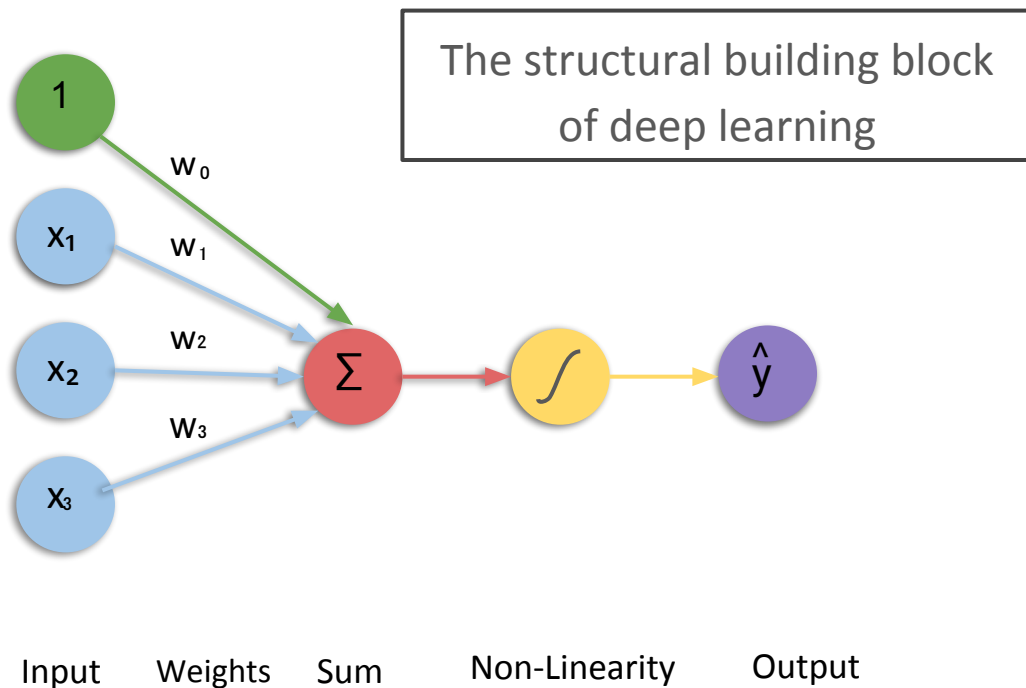 The structural building block
of deep learning
1
w₀
x₁
w₁
x₂
w₂
x₃
w₃
Σ
∫
ŷ
Input Weights Sum Non-Linearity Output